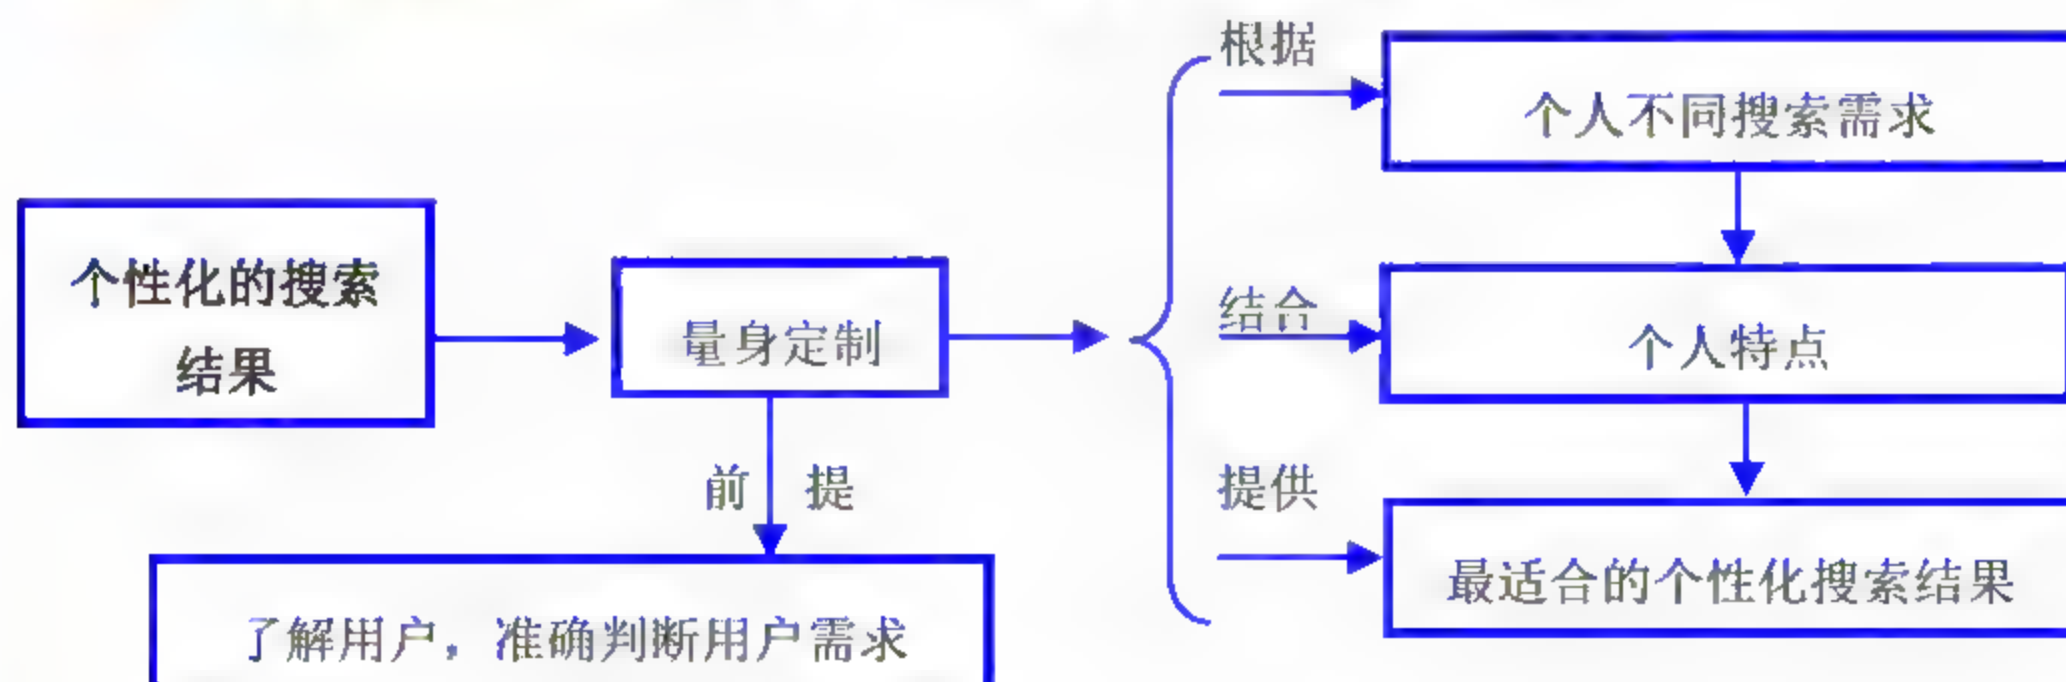 根据
个人不同搜索需求
个性化的搜索
结果
量身定制
结合
个人特点
前 提
提供
最适合的个性化搜索结果
了解用户，准确判断用户需求